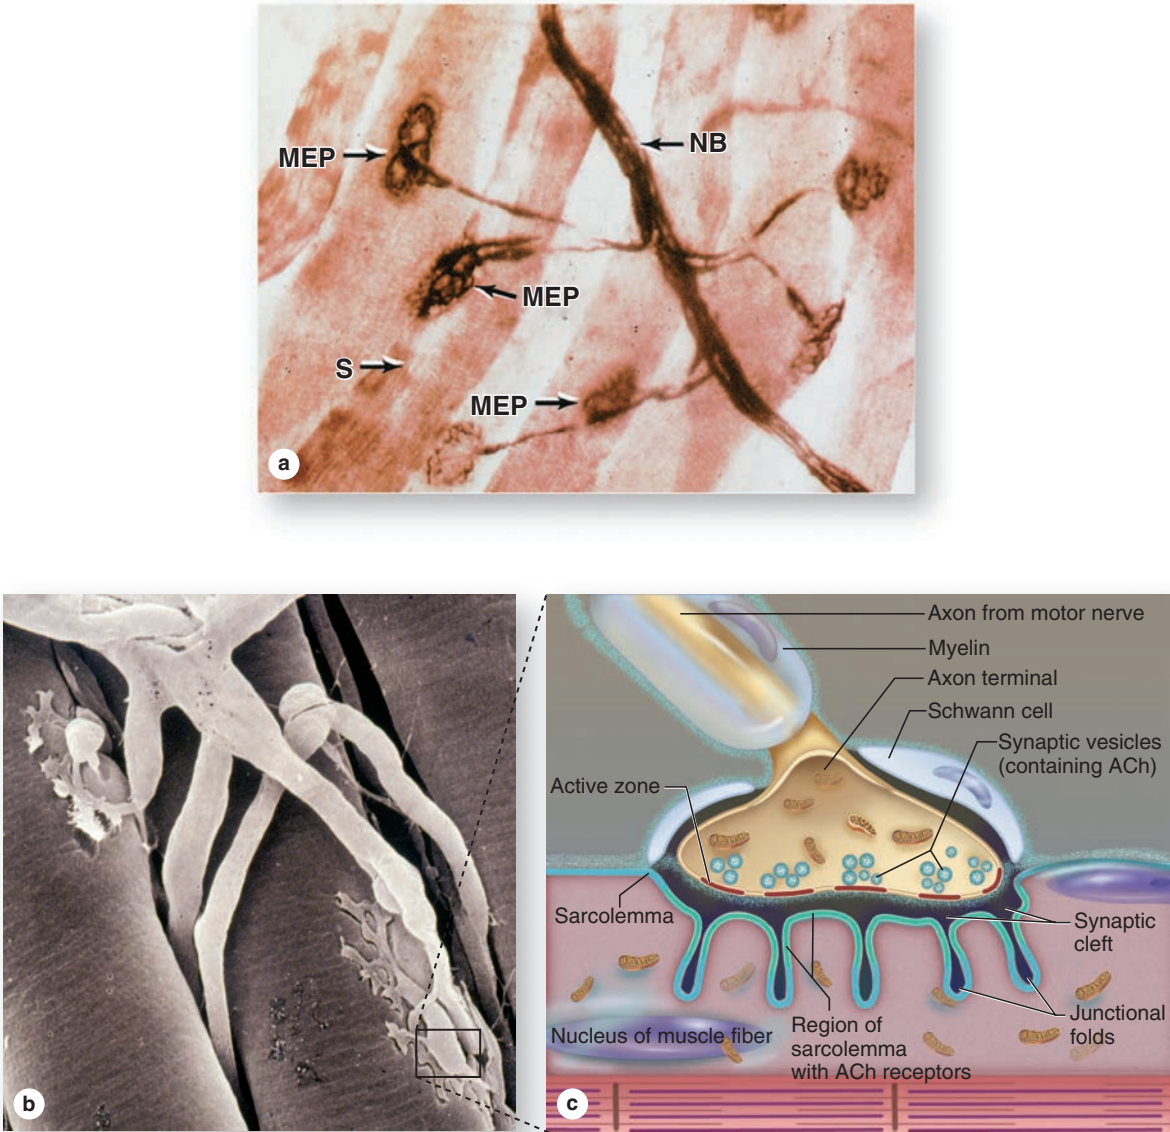 MEP
NB
MEP
S
MEP
a
b
Axon from motor nerve
Myelin
Axon terminal
Schwann cell
Synaptic vesicles
(containing ACh)
Active zone
Sarcolemma
Synaptic
cleft
Junctional
folds
Nucleus of muscle fiber
Region of
sarcolemma
with ACh receptors
c